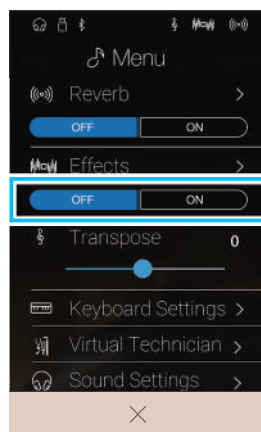 Menu
Reverb >
OFF ON
Effects >
OFF ON
Transpose 0
Keyboard Settings >
Virtual Technician >
Sound Settings >